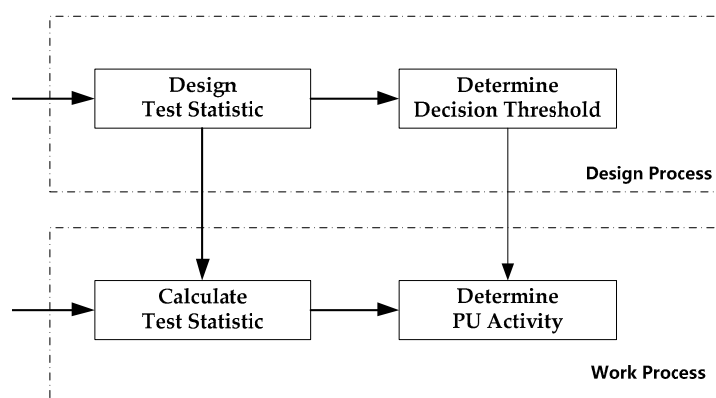 Design
Test Statistic
Determine
Decision Threshold
Design Process
Calculate
Test Statistic
Determine
PU Activity
Work Process